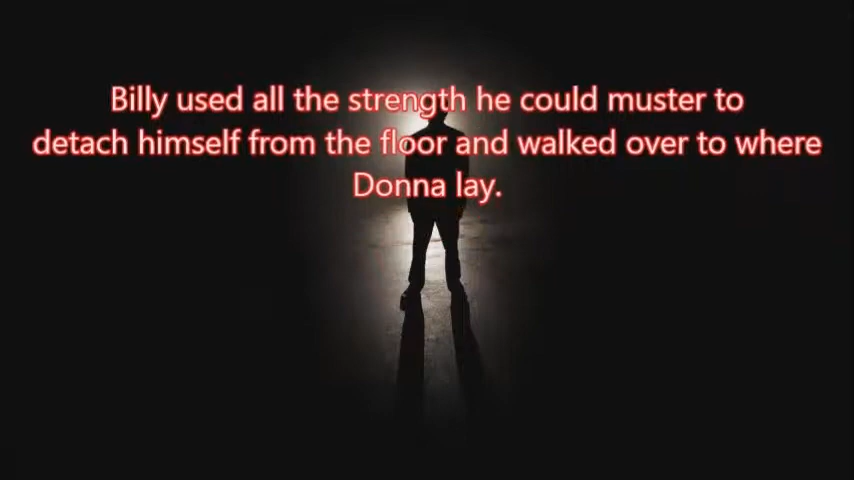 Billy used all the strength he could muster to
detach himself from the floor and walked over to where
Donna lay.